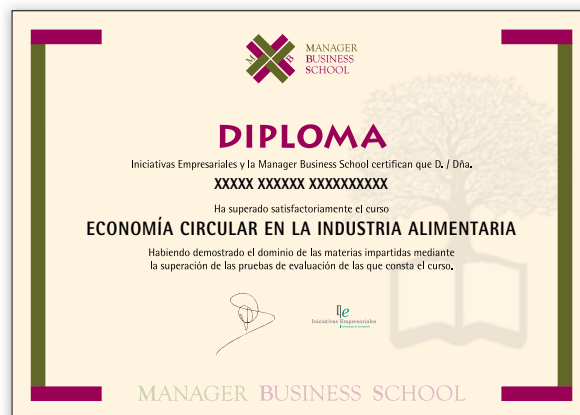 M B
MANAGER
BUSINESS
SCHOOL
DIPLOMA
Iniciativas Empresariales y la Manager Business School certifican que D. / Dña.
XXXXX XXXXXX XXXXXXXXXX
Ha superado satisfactoriamente el curso
ECONOMÍA CIRCULAR EN LA INDUSTRIA ALIMENTARIA
Habiendo demostrado el dominio de las materias impartidas mediante
la superación de las pruebas de evaluación de las que consta el curso.
Ie
Iniciativas Empresariales
MANAGER BUSINESS SCHOOL